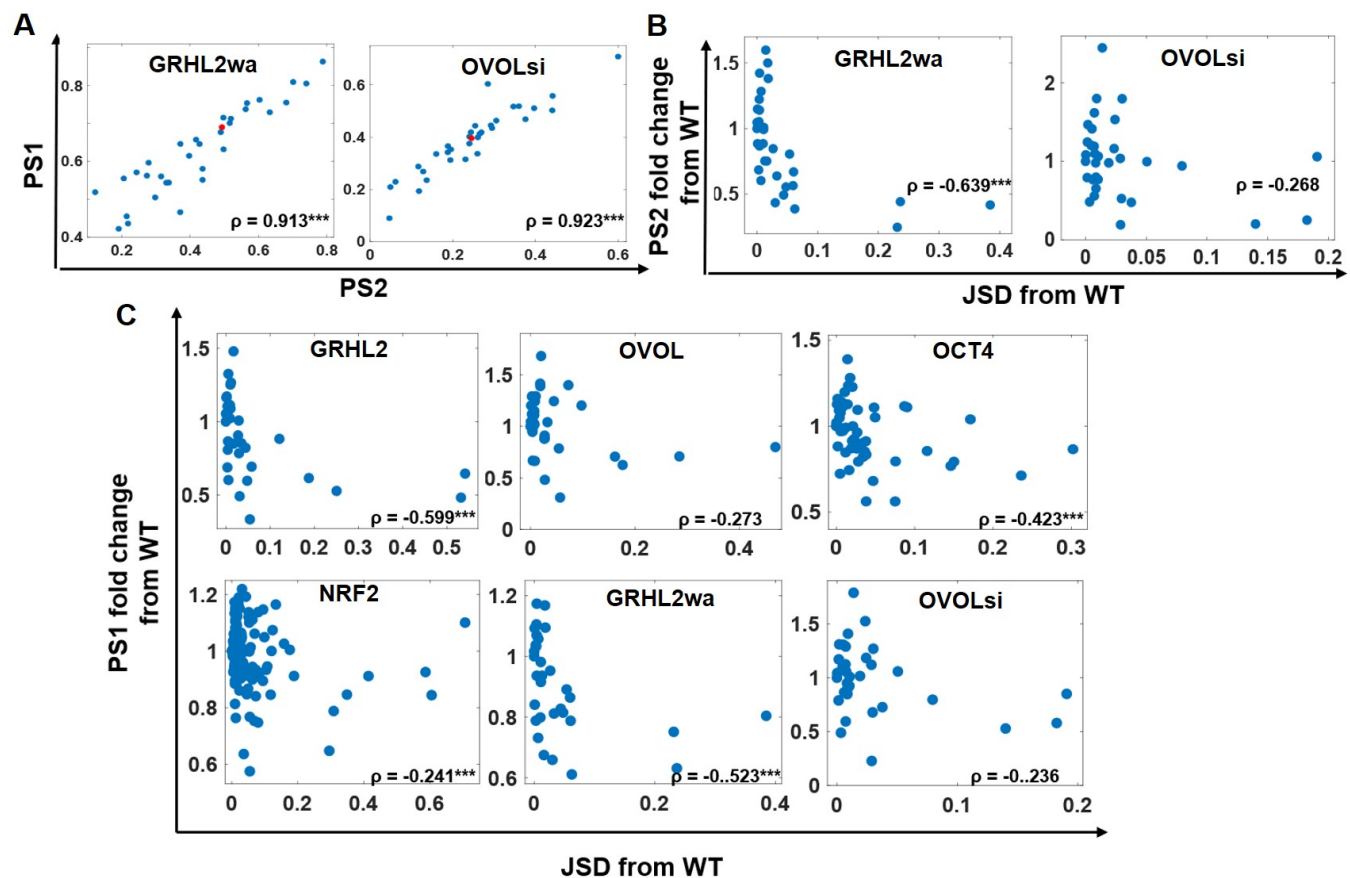 A
GRHL2wa
OVOLsi
PS1
0.8
0.6
0.4
0.2
0.4
0.6
0.8
ρ = 0.913***
0.6
0.4
0.2
0
0
0.2
0.4
0.6
ρ = 0.923***
PS2
B
GRHL2wa
OVOLsi
PS2 fold change
from WT
1.5
1
0.5
0
0.1
0.2
0.3
0.4
ρ = -0.639***
2
1
0
0
0.05
0.1
0.15
0.2
ρ = -0.268
JSD from WT
C
PS1 fold change
from WT
GRHL2
1.5
1
0.5
0
0.1
0.2
0.3
0.4
0.5
ρ = -0.599***
OVOL
1.5
1
0.5
0
0
0.2
0.4
ρ = -0.273
OCT4
1.5
1
0.5
0
0.1
0.2
0.3
ρ = -0.423***
NRF2
1.2
1
0.8
0.6
0
0.2
0.4
0.6
ρ = -0.241***
GRHL2wa
1.2
1
0.8
0.6
0
0.2
0.4
ρ = -0..523***
OVOLsi
1.5
1
0.5
0
0
0.1
0.2
ρ = -0..236
JSD from WT